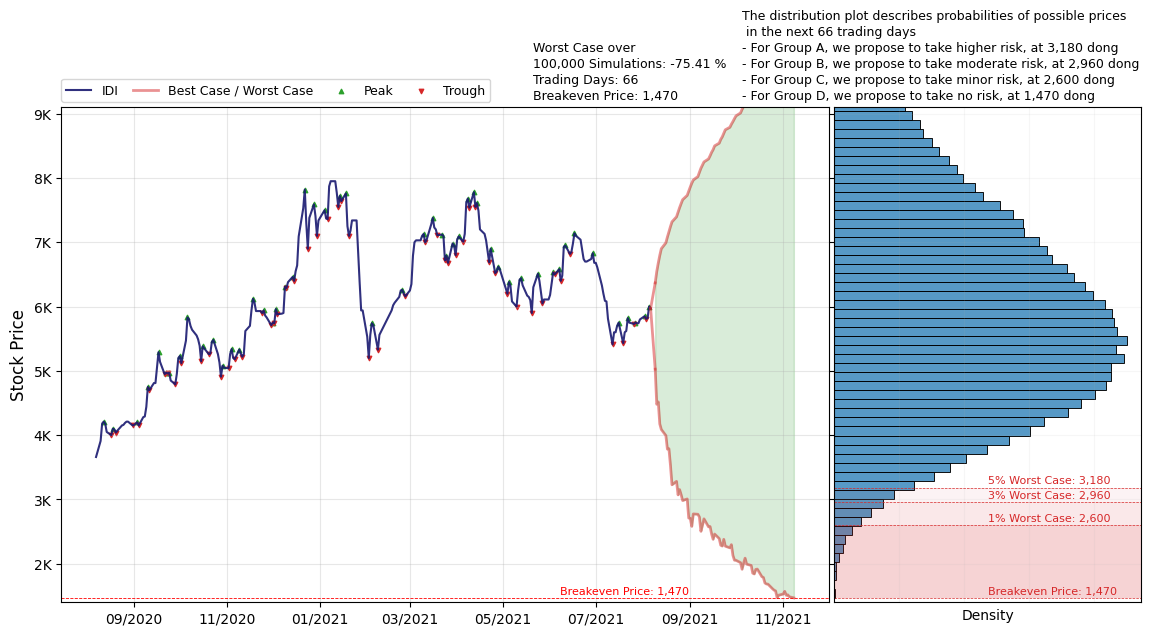 The distribution plot describes probabilities of possible prices
in the next 66 trading days
- For Group A, we propose to take higher risk, at 3,180 dong
- For Group B, we propose to take moderate risk, at 2,960 dong
- For Group C, we propose to take minor risk, at 2,600 dong
- For Group D, we propose to take no risk, at 1,470 dong
Worst Case over
100,000 Simulations: -75.41 %
Trading Days: 66
Breakeven Price: 1,470
IDI
Best Case / Worst Case
Peak
Trough
Stock Price
9K
8K
7K
6K
5K
4K
3K
2K
Breakeven Price: 1,470
09/2020
11/2020
01/2021
03/2021
05/2021
07/2021
09/2021
11/2021
5% Worst Case: 3,180
3% Worst Case: 2,960
1% Worst Case: 2,600
Breakeven Price: 1,470
Density